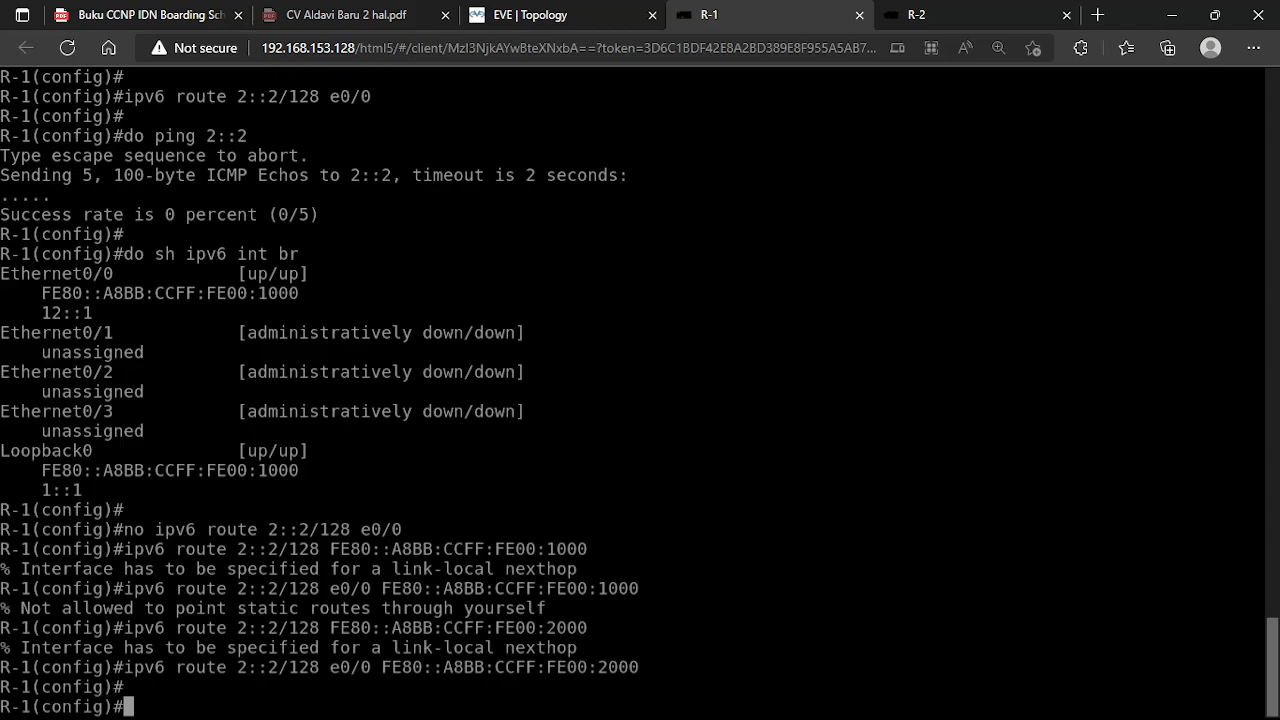 Buku CCNP IDN Boarding Sch
CV Aldavi Baru 2 hal.pdf
EVE | Topology
R-1
R-2
Not secure
192.168.153.128/html5/#/client/MzI3NjkAYwBteXNxbA==?token=3D6C1BDF42E8A2BD389E8F955A5AB7...
R-1(config)#
R-1(config)#ipv6 route 2::2/128 e0/0
R-1(config)#
R-1(config)#do ping 2::2
Type escape sequence to abort.
Sending 5, 100-byte ICMP Echos to 2::2, timeout is 2 seconds:
.....
Success rate is 0 percent (0/5)
R-1(config)#
R-1(config)#do sh ipv6 int br
Ethernet0/0            [up/up]
    FE80::A8BB:CCFF:FE00:1000
    12::1
Ethernet0/1            [administratively down/down]
    unassigned
Ethernet0/2            [administratively down/down]
    unassigned
Ethernet0/3            [administratively down/down]
    unassigned
Loopback0              [up/up]
    FE80::A8BB:CCFF:FE00:1000
    1::1
R-1(config)#
R-1(config)#no ipv6 route 2::2/128 e0/0
R-1(config)#ipv6 route 2::2/128 FE80::A8BB:CCFF:FE00:1000
% Interface has to be specified for a link-local nexthop
R-1(config)#ipv6 route 2::2/128 e0/0 FE80::A8BB:CCFF:FE00:1000
% Not allowed to point static routes through yourself
R-1(config)#ipv6 route 2::2/128 FE80::A8BB:CCFF:FE00:2000
% Interface has to be specified for a link-local nexthop
R-1(config)#ipv6 route 2::2/128 e0/0 FE80::A8BB:CCFF:FE00:2000
R-1(config)#
R-1(config)#